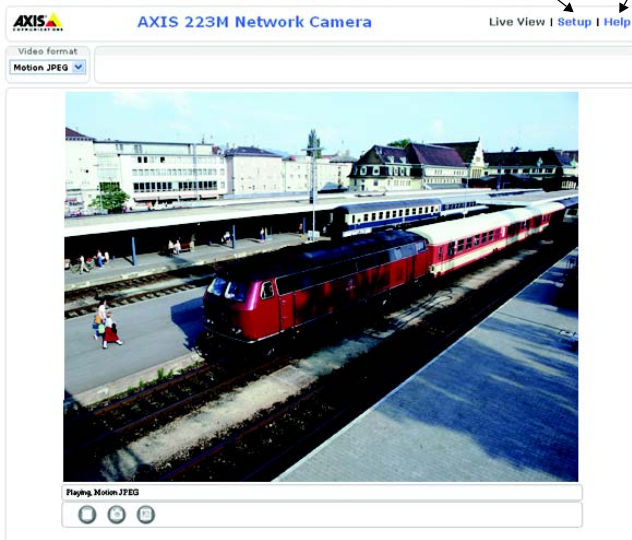 AXIS
COMMUNICATIONS
AXIS 223M Network Camera
Live View | Setup | Help
Video format
Motion JPEG
Playing, Motion JPEG